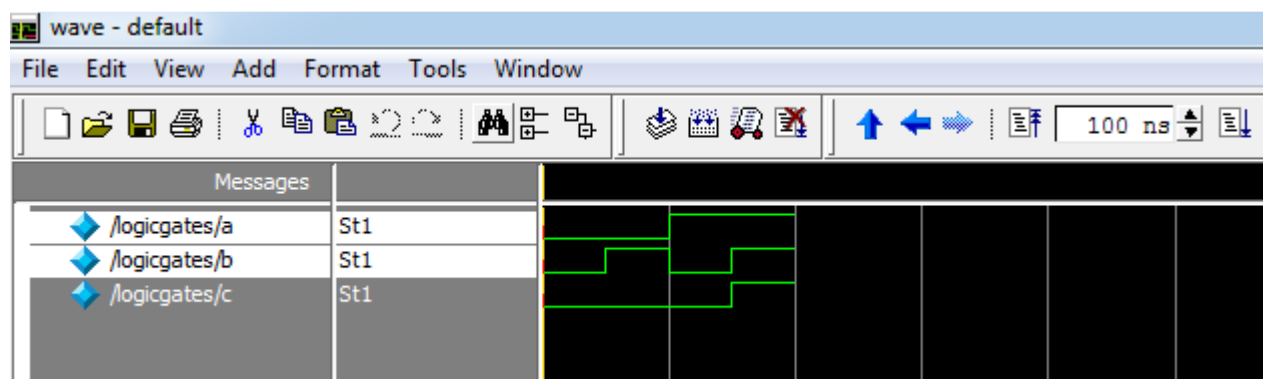 wave - default
File Edit View Add Format Tools Window
100 ns
Messages
/logicgates/a St1
/logicgates/b St1
/logicgates/c St1